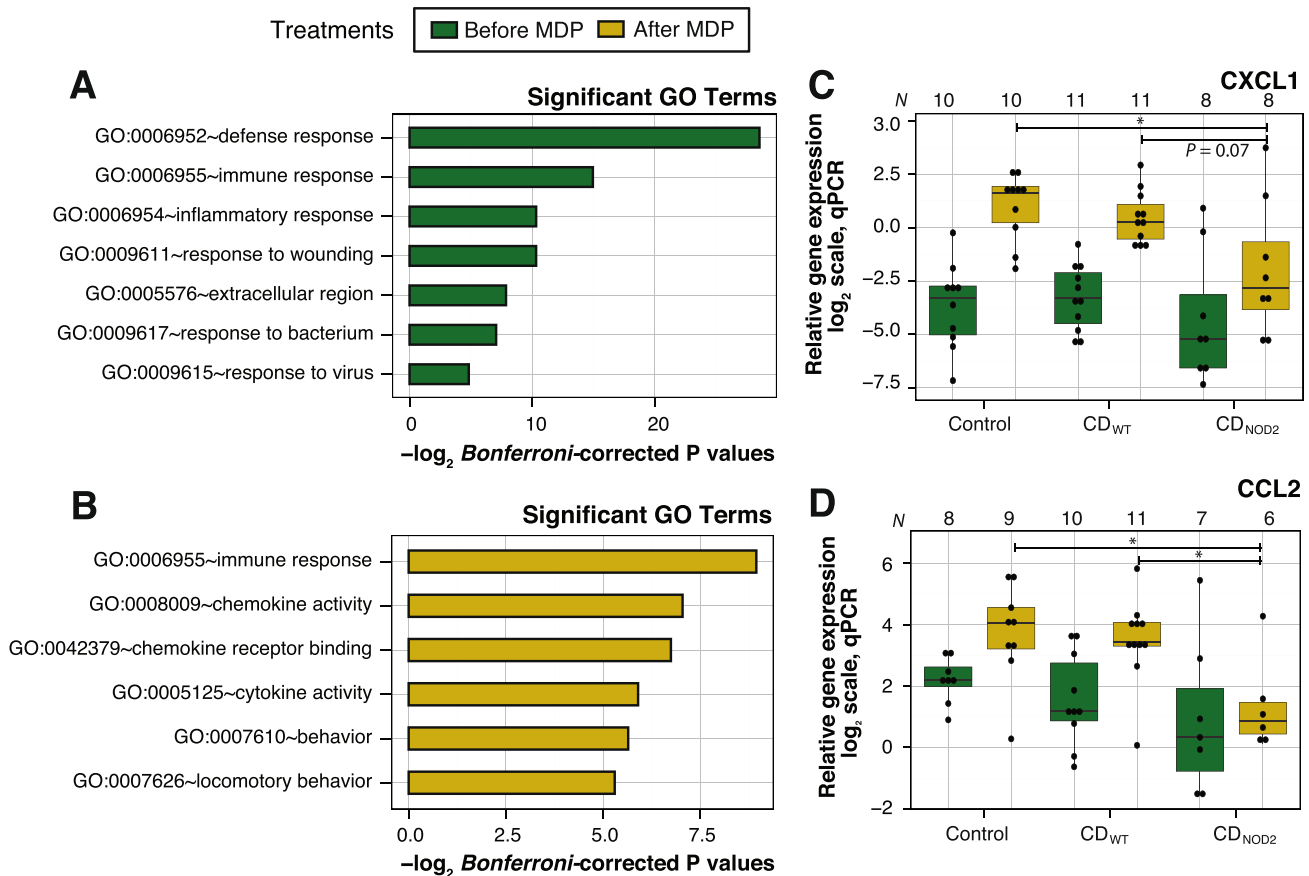 Treatments Before MDP After MDP
A
Significant GO Terms
GO:0006952~defense response
GO:0006955~immune response
GO:0006954~inflammatory response
GO:0009611~response to wounding
GO:0005576~extracellular region
GO:0009617~response to bacterium
GO:0009615~response to virus
0 10 20
–log2 Bonferroni-corrected P values
B
Significant GO Terms
GO:0006955~immune response
GO:0008009~chemokine activity
GO:0042379~chemokine receptor binding
GO:0005125~cytokine activity
GO:0007610~behavior
GO:0007626~locomotory behavior
0.0 2.5 5.0 7.5
–log2 Bonferroni-corrected P values
C
CXCL1
N 10 10 11 11 8 8
Relative gene expression
log2 scale, qPCR
3.0
2.5
0.0
–2.5
–5.0
–7.5
*
P = 0.07
Control CDWT CDNOD2
D
CCL2
N 8 9 10 11 7 6
Relative gene expression
log2 scale, qPCR
6
4
2
0
–2
*
*
Control CDWT CDNOD2